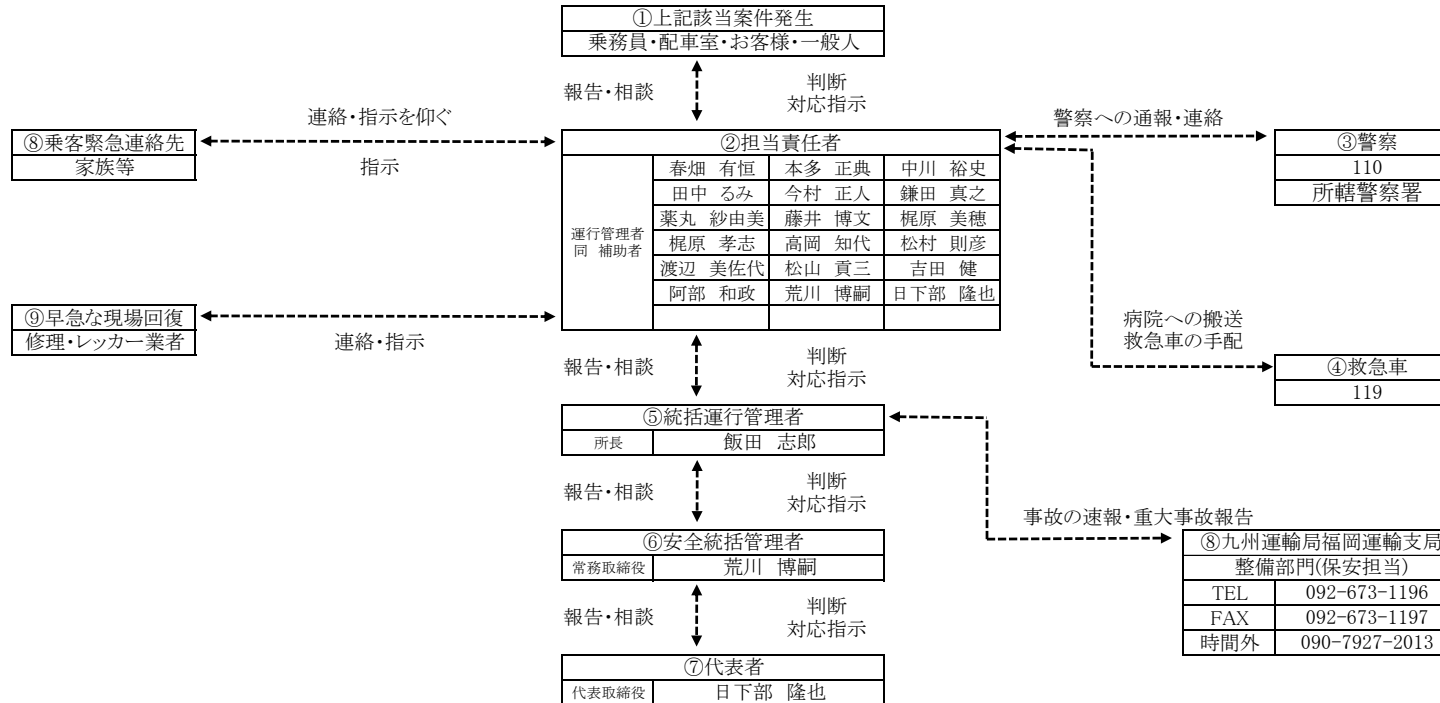 ①上記該当案件発生
乗務員・配車室・お客様・一般人
報告・相談
判断
対応指示
連絡・指示を仰ぐ
指示
⑧乗客緊急連絡先
家族等
警察への通報・連絡
③警察
110
所轄警察署
②担当責任者
運行管理者
同 補助者
春畑 有恒 本多 正典 中川 裕史
田中 るみ 今村 正人 鎌田 真之
薬丸 紗由美 藤井 博文 梶原 美穂
梶原 孝志 高岡 知代 松村 則彦
渡辺 美佐代 松山 貢三 吉田 健
阿部 和政 荒川 博嗣 日下部 隆也
⑨早急な現場回復
修理・レッカー業者
連絡・指示
病院への搬送
救急車の手配
④救急車
119
報告・相談
判断
対応指示
⑤統括運行管理者
所長 飯田 志郎
報告・相談
判断
対応指示
事故の速報・重大事故報告
⑥安全統括管理者
常務取締役 荒川 博嗣
⑧九州運輸局福岡運輸支局
整備部門(保安担当)
TEL 092-673-1196
FAX 092-673-1197
時間外 090-7927-2013
報告・相談
判断
対応指示
⑦代表者
代表取締役 日下部 隆也